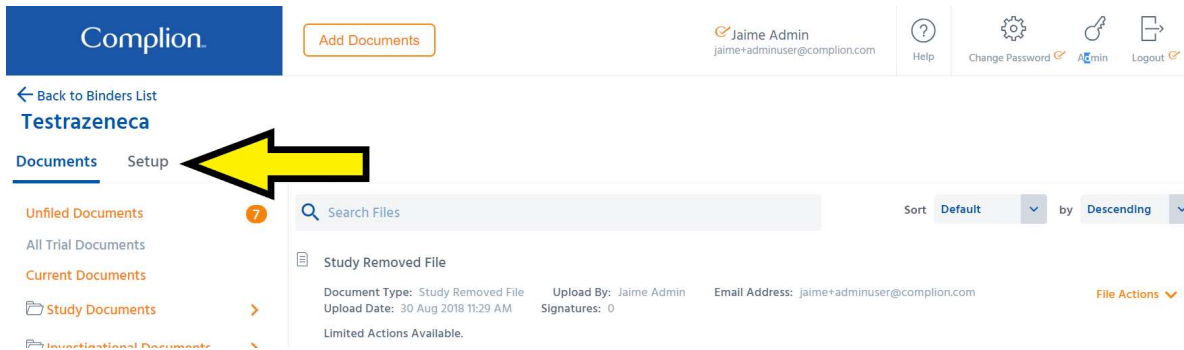 Complion
Add Documents
Jaime Admin
jaime+adminuser@complion.com
Help
Change Password
Admin
Logout
Back to Binders List
Testrazeneca
Documents Setup
Unfiled Documents 7
Search Files
Sort Default by Descending
All Trial Documents
Study Removed File
Current Documents
Document Type: Study Removed File Upload By: Jaime Admin Email Address: jaime+adminuser@complion.com
File Actions
Study Documents
Upload Date: 30 Aug 2018 11:29 AM Signatures: 0
Limited Actions Available.
Investigational Documents